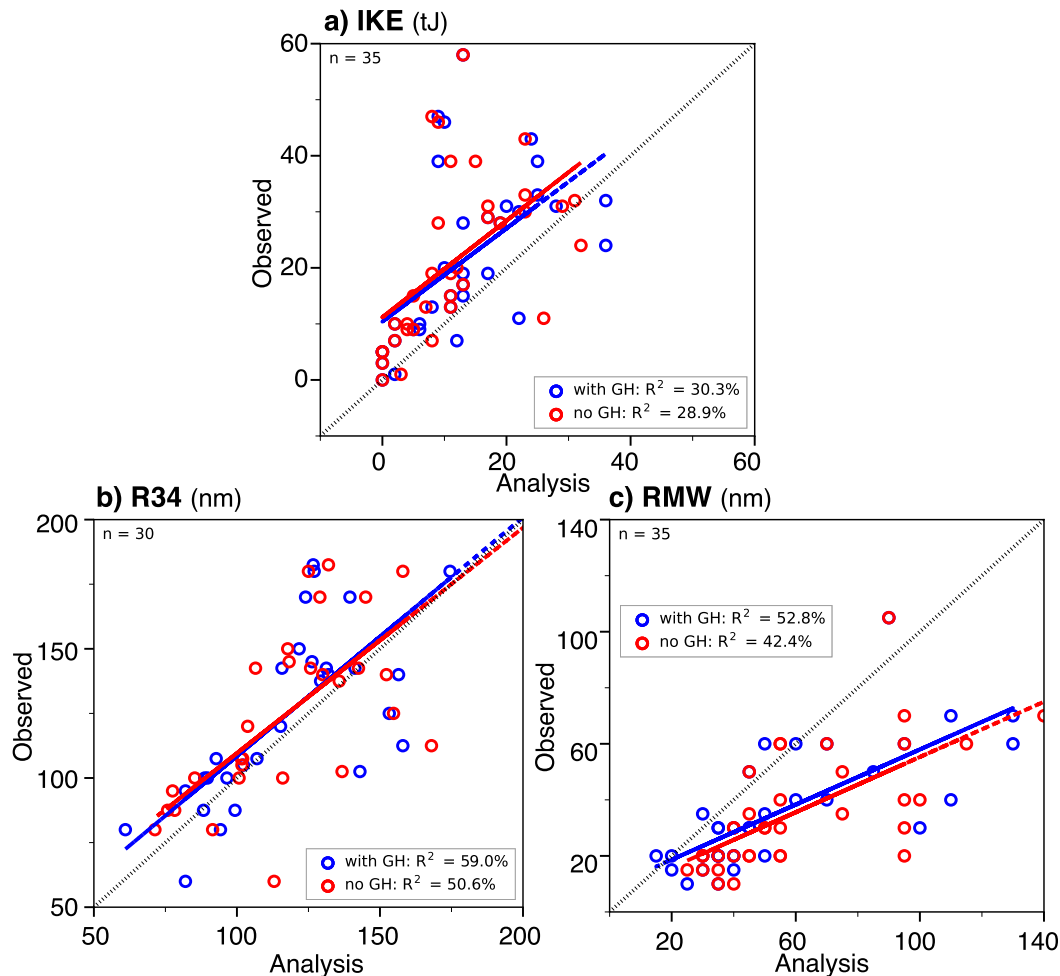 a) IKE (tJ)
n = 35
60
40
20
0
Observed
with GH: R² = 30.3%
no GH: R² = 28.9%
0 20 40 60
Analysis
b) R34 (nm)
n = 30
200
150
100
50
Observed
with GH: R² = 59.0%
no GH: R² = 50.6%
50 100 150 200
Analysis
c) RMW (nm)
n = 35
140
100
60
20
Observed
with GH: R² = 52.8%
no GH: R² = 42.4%
20 60 100 140
Analysis